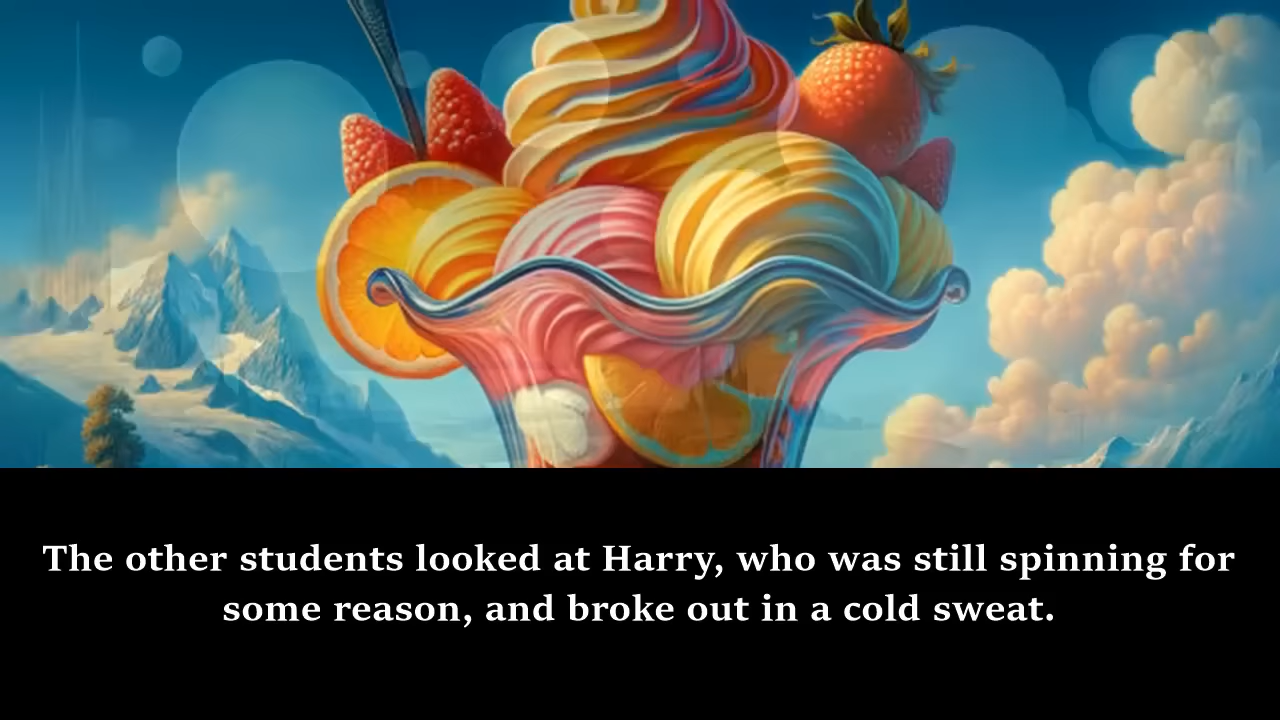 The other students looked at Harry, who was still spinning for
some reason, and broke out in a cold sweat.